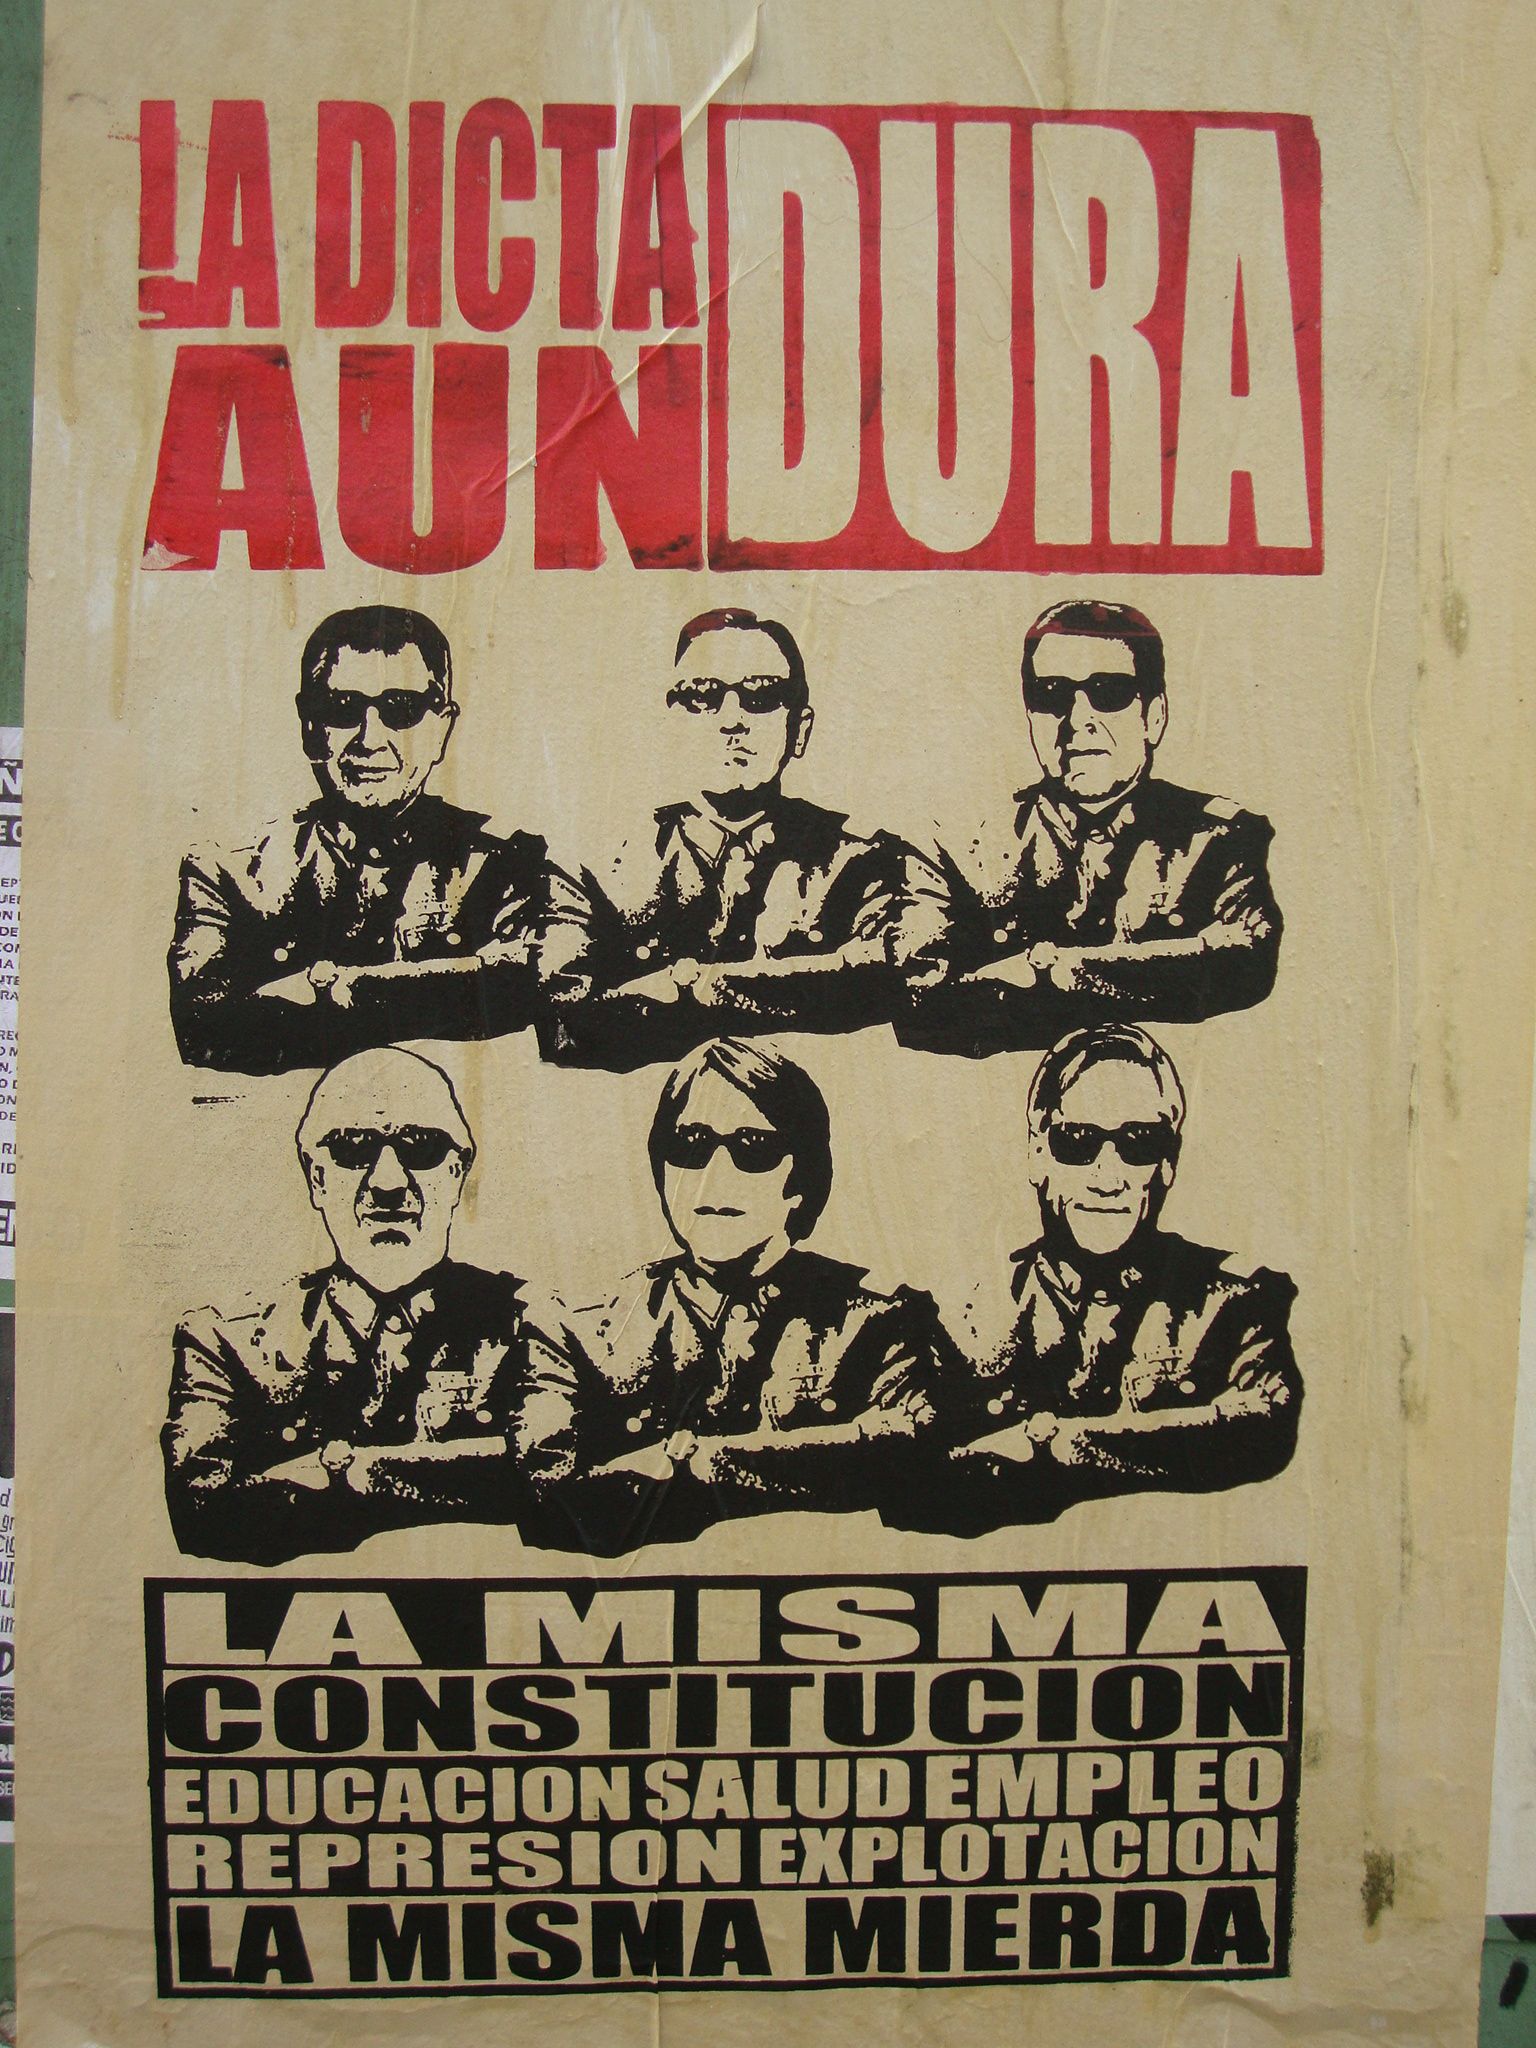 LA DICTA DURA
AUN
LA MISMA
CONSTITUCION
EDUCACION SALUD EMPLEO
REPRESION EXPLOTACION
LA MISMA MIERDA